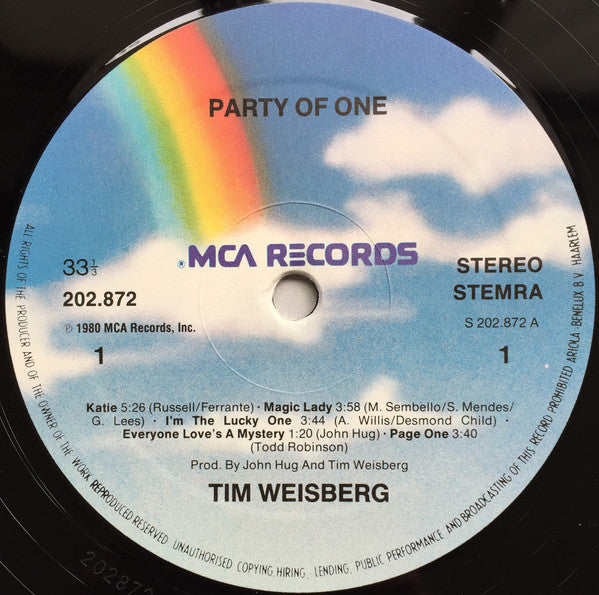 PARTY OF ONE
® MCA RECORDS
33 1/3
202.872
℗ 1980 MCA Records, Inc.
1
STEREO
STEMRA
S 202.872 A
1
Katie 5:26 (Russell/Ferrante) · Magic Lady 3:58 (M. Sembello/S. Mendes/
G. Lees) · I'm The Lucky One 3:44 (A. Willis/Desmond Child) ·
Everyone Love's A Mystery 1:20 (John Hug) · Page One 3:40
(Todd Robinson)
Prod. By John Hug And Tim Weisberg
TIM WEISBERG
ALL RIGHTS OF THE PRODUCER AND OF THE OWNER OF THE WORK REPRODUCED RESERVED. UNAUTHORISED COPYING, HIRING, LENDING, PUBLIC PERFORMANCE AND BROADCASTING OF THIS RECORD PROHIBITED ARIOLA-BENELUX B.V. HAARLEM
202872